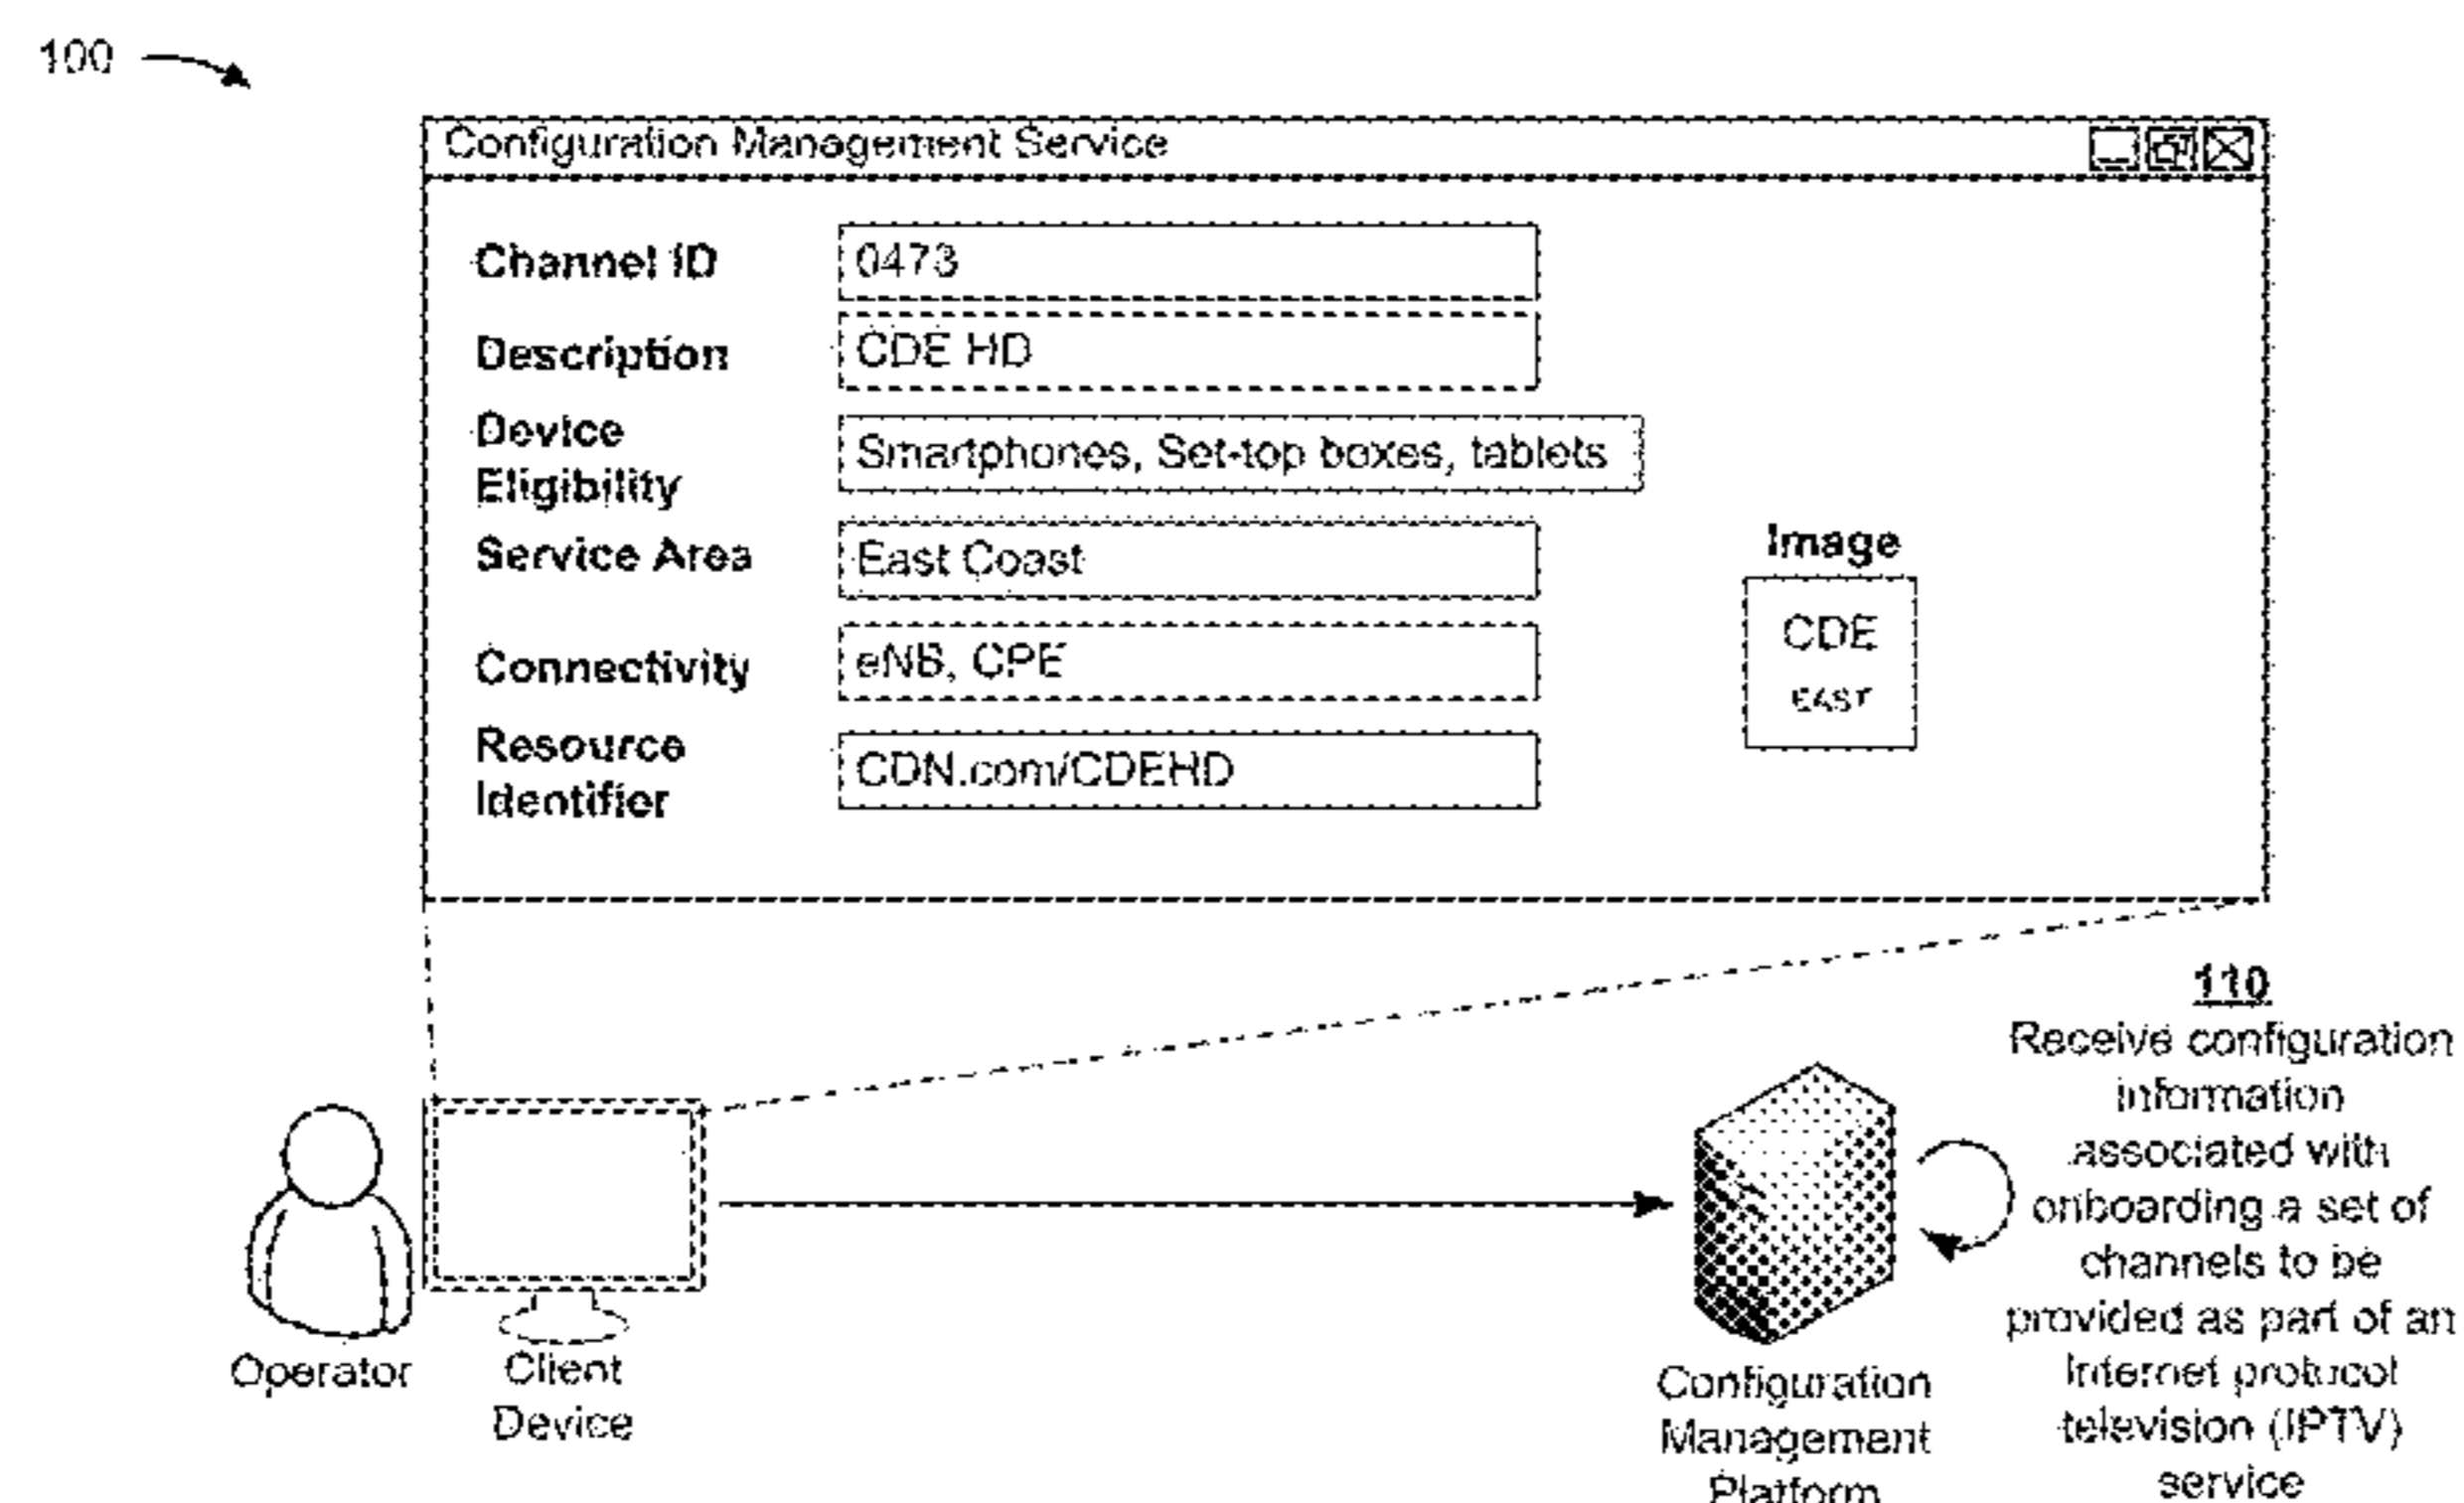 100
Configuration Management Service
Channel ID
0473
Description
CDE HD
Device
Eligibility
Smartphones, Set-top boxes, tablets
Service Area
East Coast
Connectivity
eNB, CPE
Resource
Identifier
CDN.com/CDEHD
Image
CDE
EAST
110
Receive configuration
information
associated with
onboarding a set of
channels to be
provided as part of an
Internet protocol
television (IPTV)
service
Operator
Client
Device
Configuration
Management
Platform